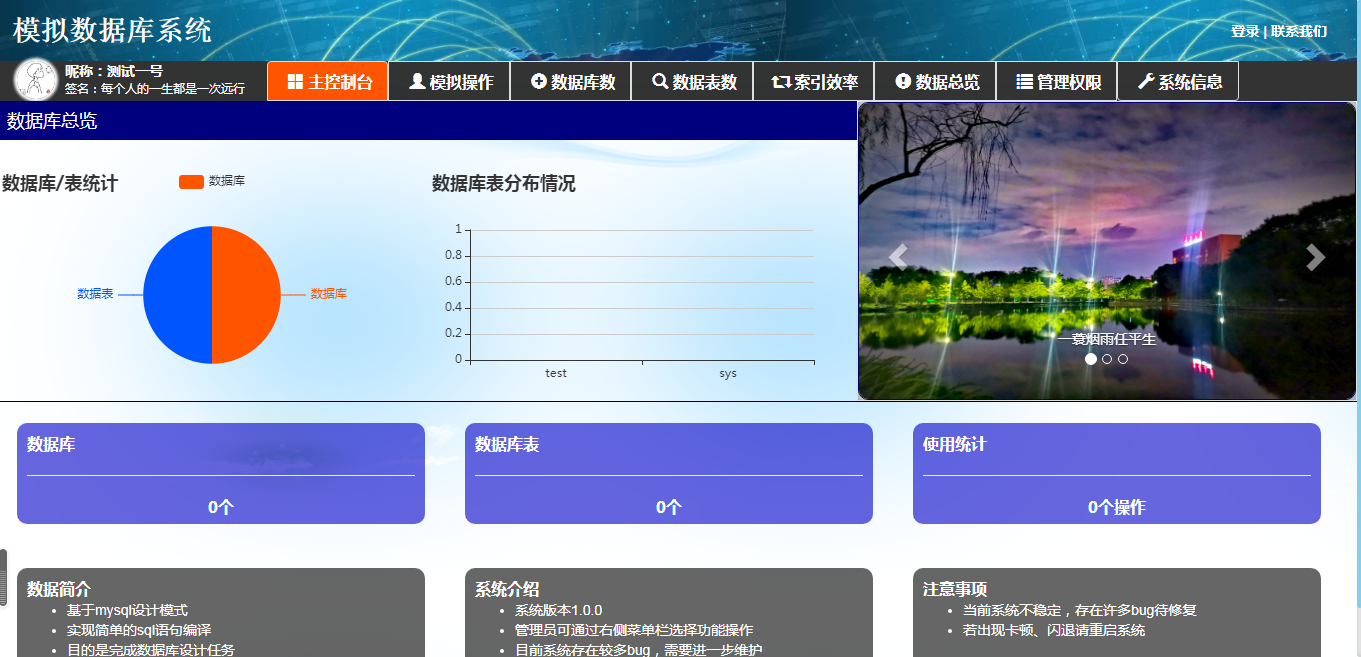 模拟数据库系统
登录 | 联系我们
昵称：测试一号
签名：每个人的一生都是一次远行
主控制台 模拟操作 数据库数 数据表数 索引效率 数据总览 管理权限 系统信息
数据库总览
数据库/表统计
数据库
数据表
数据库
数据库表分布情况
1
0.8
0.6
0.4
0.2
0
test sys
一蓑烟雨任平生
数据库
0个
数据库表
0个
使用统计
0个操作
数据简介
基于mysql设计模式
实现简单的sql语句编译
目的是完成数据库设计任务
系统介绍
系统版本1.0.0
管理员可通过右侧菜单栏选择功能操作
目前系统存在较多bug，需要进一步维护
注意事项
当前系统不稳定，存在许多bug待修复
若出现卡顿、闪退请重启系统